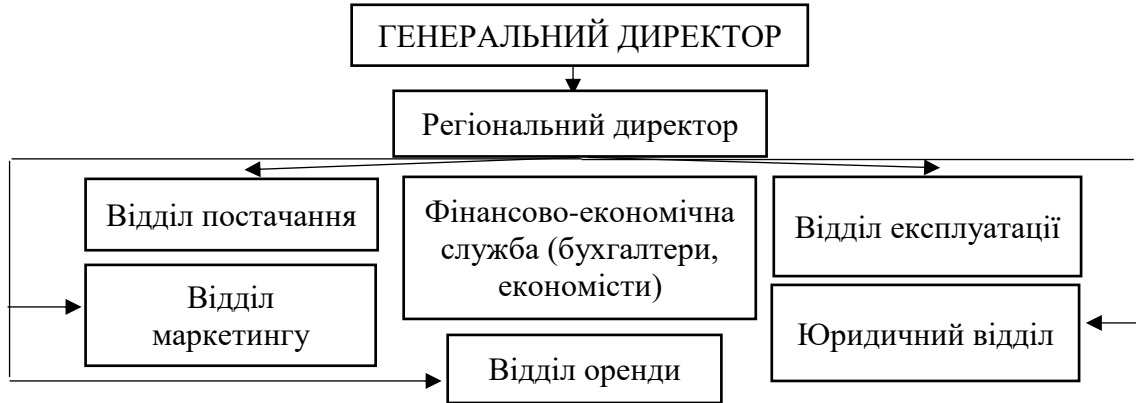 ГЕНЕРАЛЬНИЙ ДИРЕКТОР
Регіональний директор
Відділ постачання
Фінансово-економічна
служба (бухгалтери,
економісти)
Відділ експлуатації
Відділ
маркетингу
Юридичний відділ
Відділ оренди